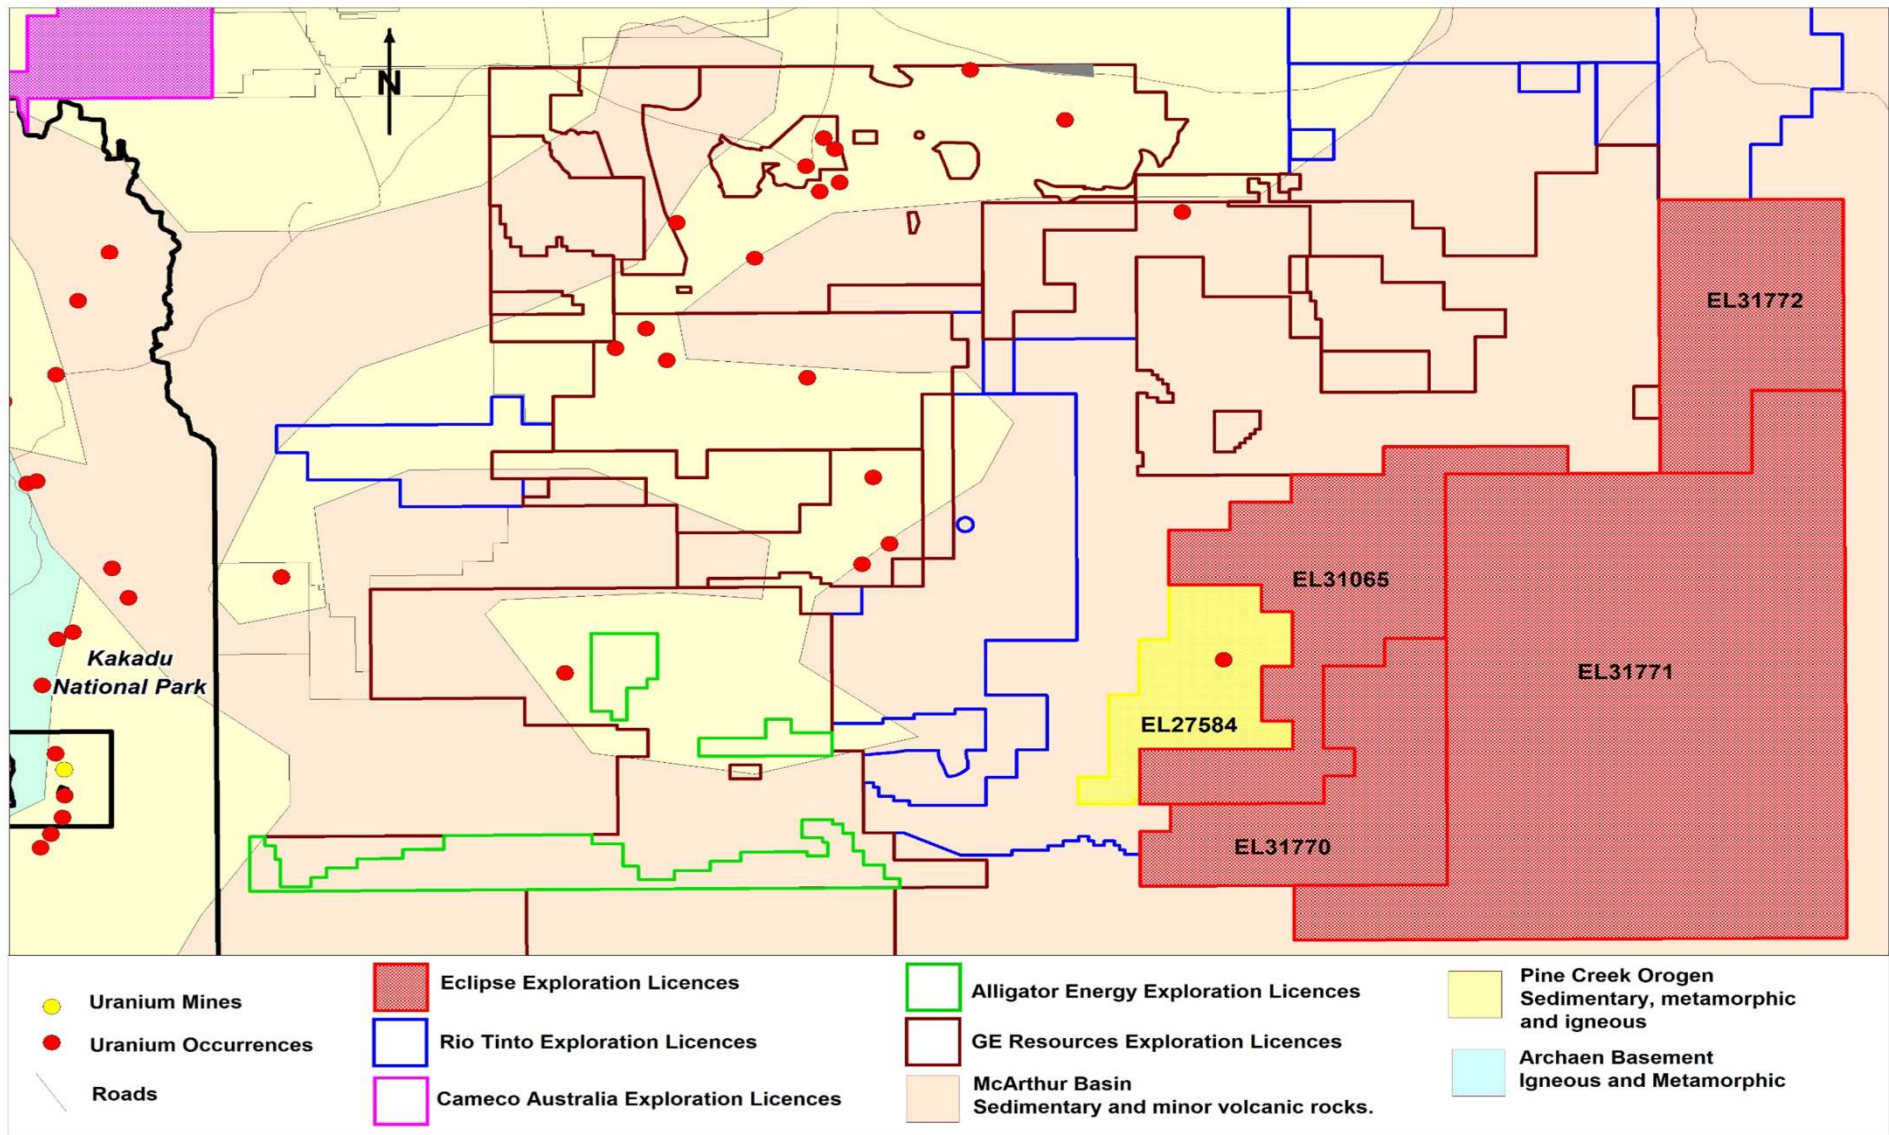 N
EL31772
EL31065
Kakadu
National Park
EL31771
EL27584
EL31770
Uranium Mines
Uranium Occurrences
Roads
Eclipse Exploration Licences
Rio Tinto Exploration Licences
Cameco Australia Exploration Licences
Alligator Energy Exploration Licences
GE Resources Exploration Licences
McArthur Basin
Sedimentary and minor volcanic rocks.
Pine Creek Orogen
Sedimentary, metamorphic
and igneous
Archaen Basement
Igneous and Metamorphic